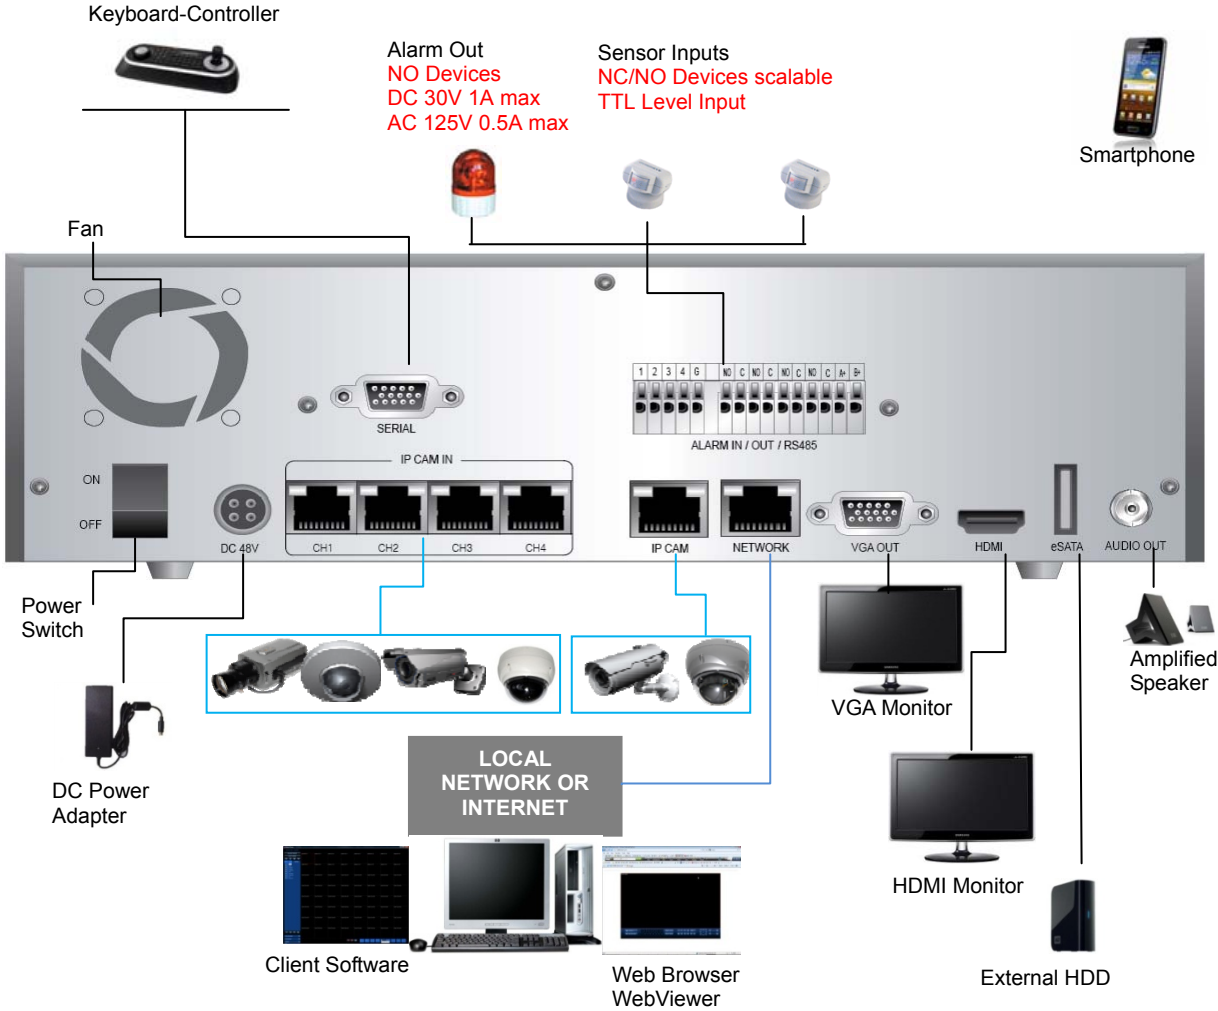 Keyboard-Controller
Alarm Out
NO Devices
DC 30V 1A max
AC 125V 0.5A max
Sensor Inputs
NC/NO Devices scalable
TTL Level Input
Smartphone
Fan
1 2 3 4 G NO C NO C NO C NO C A+ B+
SERIAL
ALARM IN / OUT / RS485
IP CAM IN
ON
OFF
DC 48V
CH1
CH2
CH3
CH4
IP CAM
NETWORK
VGA OUT
HDMI
eSATA
AUDIO OUT
Power
Switch
Amplified
Speaker
VGA Monitor
LOCAL
NETWORK OR
INTERNET
DC Power
Adapter
HDMI Monitor
Client Software
Web Browser
WebViewer
External HDD